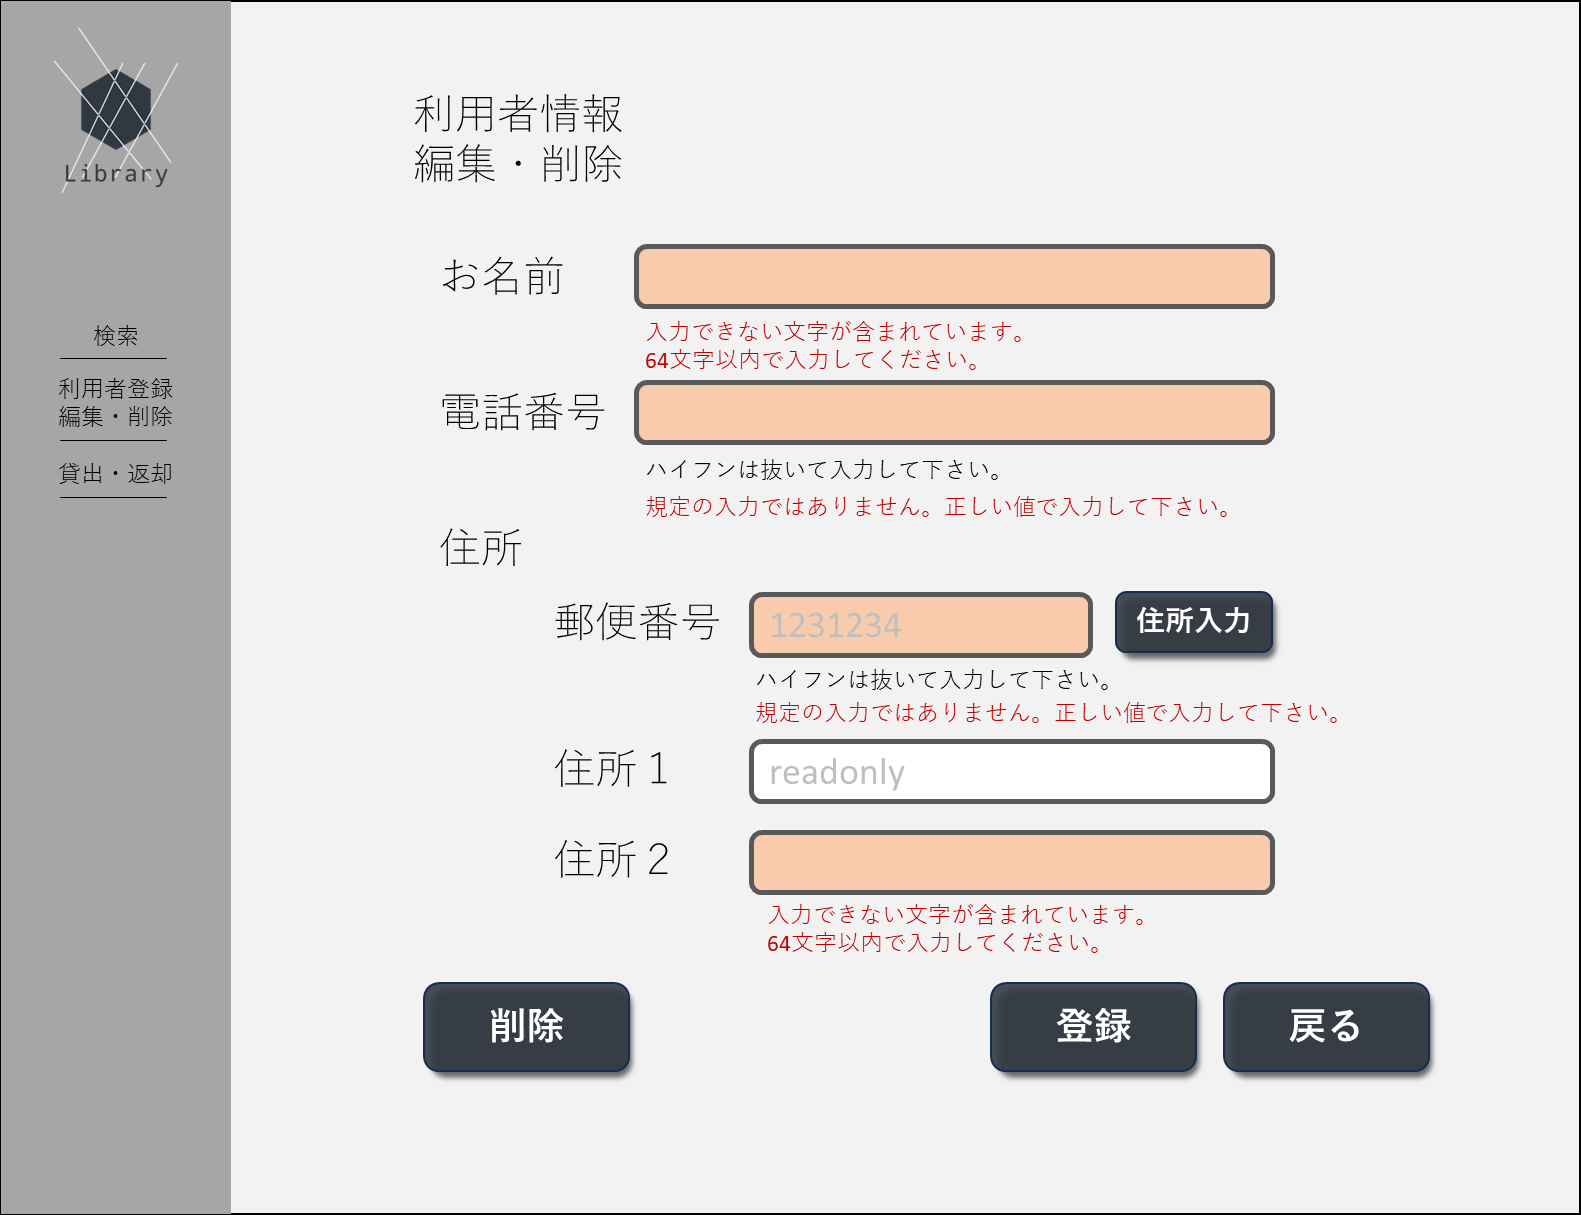 Library
検索
利用者登録
編集・削除
貸出・返却
利用者情報
編集・削除
お名前
入力できない文字が含まれています。
64文字以内で入力してください。
電話番号
ハイフンは抜いて入力して下さい。
規定の入力ではありません。正しい値で入力して下さい。
住所
郵便番号
1231234
住所入力
ハイフンは抜いて入力して下さい。
規定の入力ではありません。正しい値で入力して下さい。
住所１
readonly
住所２
入力できない文字が含まれています。
64文字以内で入力してください。
削除
登録
戻る